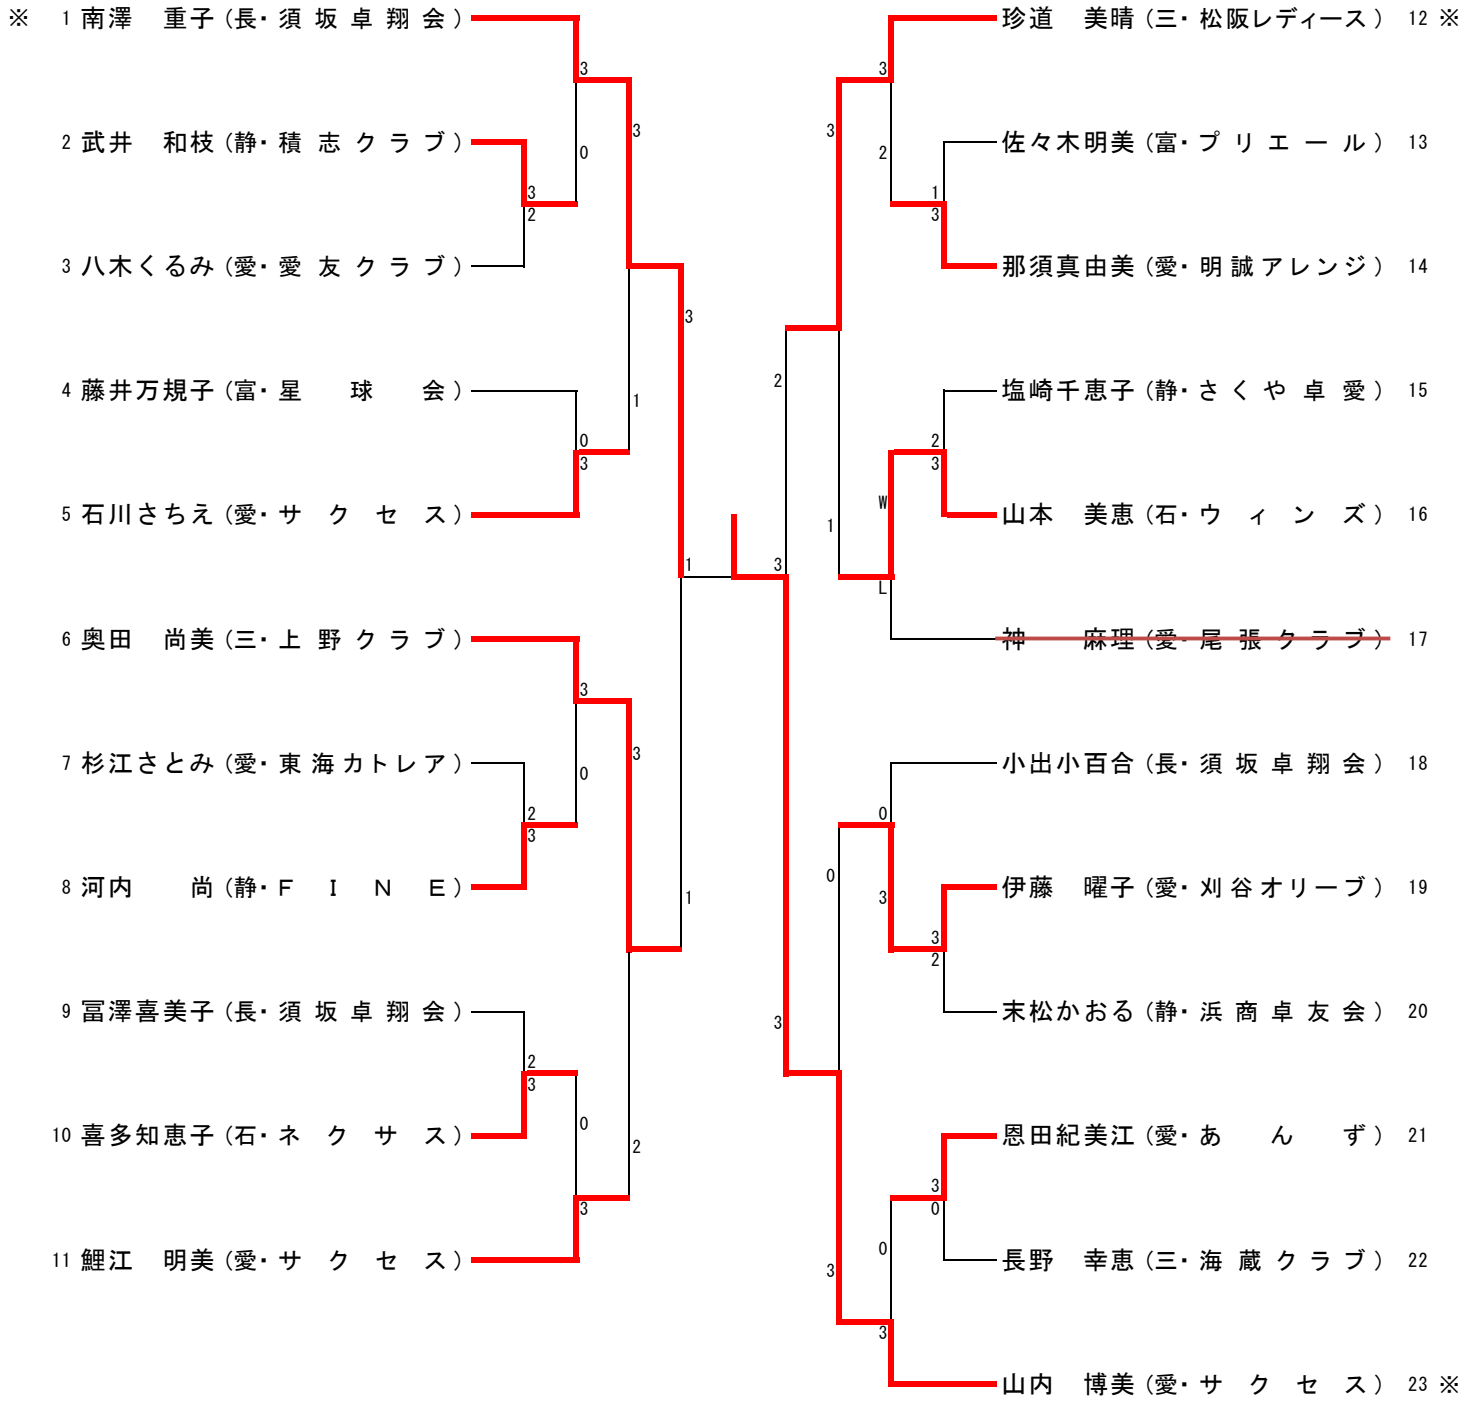 ※ 1 南澤　重子 (長・須坂卓翔会)
3
2 武井　和枝 (静・積志クラブ)
3
0
3
2
3 八木くるみ (愛・愛友クラブ)
3
4 藤井万規子 (富・星球会)
1
0
3
5 石川さちえ (愛・サクセス)
1
6 奥田　尚美 (三・上野クラブ)
3
3
7 杉江さとみ (愛・東海カトレア)
0
2
3
8 河内　尚 (静・ＦＩＮＥ)
1
9 冨澤喜美子 (長・須坂卓翔会)
2
3
0
10 喜多知恵子 (石・ネクサス)
2
3
11 鯉江　明美 (愛・サクセス)
珍道　美晴 (三・松阪レディース) 12 ※
3
3
佐々木明美 (富・プリエール) 13
2
1
3
那須真由美 (愛・明誠アレンジ) 14
2
塩崎千恵子 (静・さくや卓愛) 15
2
3
W
山本　美恵 (石・ウィンズ) 16
1
3
L
神　麻理 (愛・尾張クラブ) 17
小出小百合 (長・須坂卓翔会) 18
0
0
伊藤　曜子 (愛・刈谷オリーブ) 19
3
3
2
末松かおる (静・浜商卓友会) 20
3
恩田紀美江 (愛・あんず) 21
3
0
0
長野　幸恵 (三・海蔵クラブ) 22
3
3
山内　博美 (愛・サクセス) 23 ※